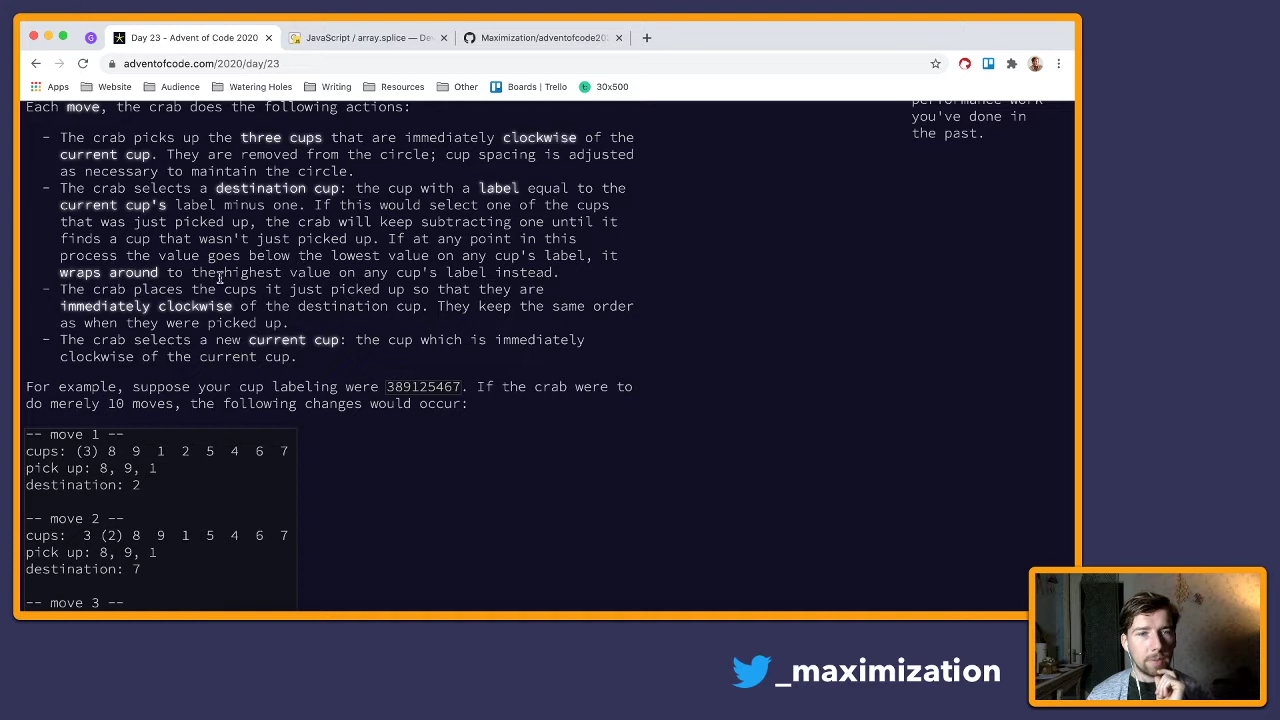 Day 23 - Advent of Code 2020
JavaScript / array.splice — De
Maximization/adventofcode202
adventofcode.com/2020/day/23
Apps Website Audience Watering Holes Writing Resources Other Boards | Trello 30x500
Each move, the crab does the following actions:
- The crab picks up the three cups that are immediately clockwise of the
current cup. They are removed from the circle; cup spacing is adjusted
as necessary to maintain the circle.
- The crab selects a destination cup: the cup with a label equal to the
current cup's label minus one. If this would select one of the cups
that was just picked up, the crab will keep subtracting one until it
finds a cup that wasn't just picked up. If at any point in this
process the value goes below the lowest value on any cup's label, it
wraps around to the highest value on any cup's label instead.
- The crab places the cups it just picked up so that they are
immediately clockwise of the destination cup. They keep the same order
as when they were picked up.
- The crab selects a new current cup: the cup which is immediately
clockwise of the current cup.
For example, suppose your cup labeling were 389125467. If the crab were to
do merely 10 moves, the following changes would occur:
-- move 1 --
cups: (3) 8 9 1 2 5 4 6 7
pick up: 8, 9, 1
destination: 2
-- move 2 --
cups: 3 (2) 8 9 1 5 4 6 7
pick up: 8, 9, 1
destination: 7
-- move 3 --
performance work
you've done in
the past.
_maximization